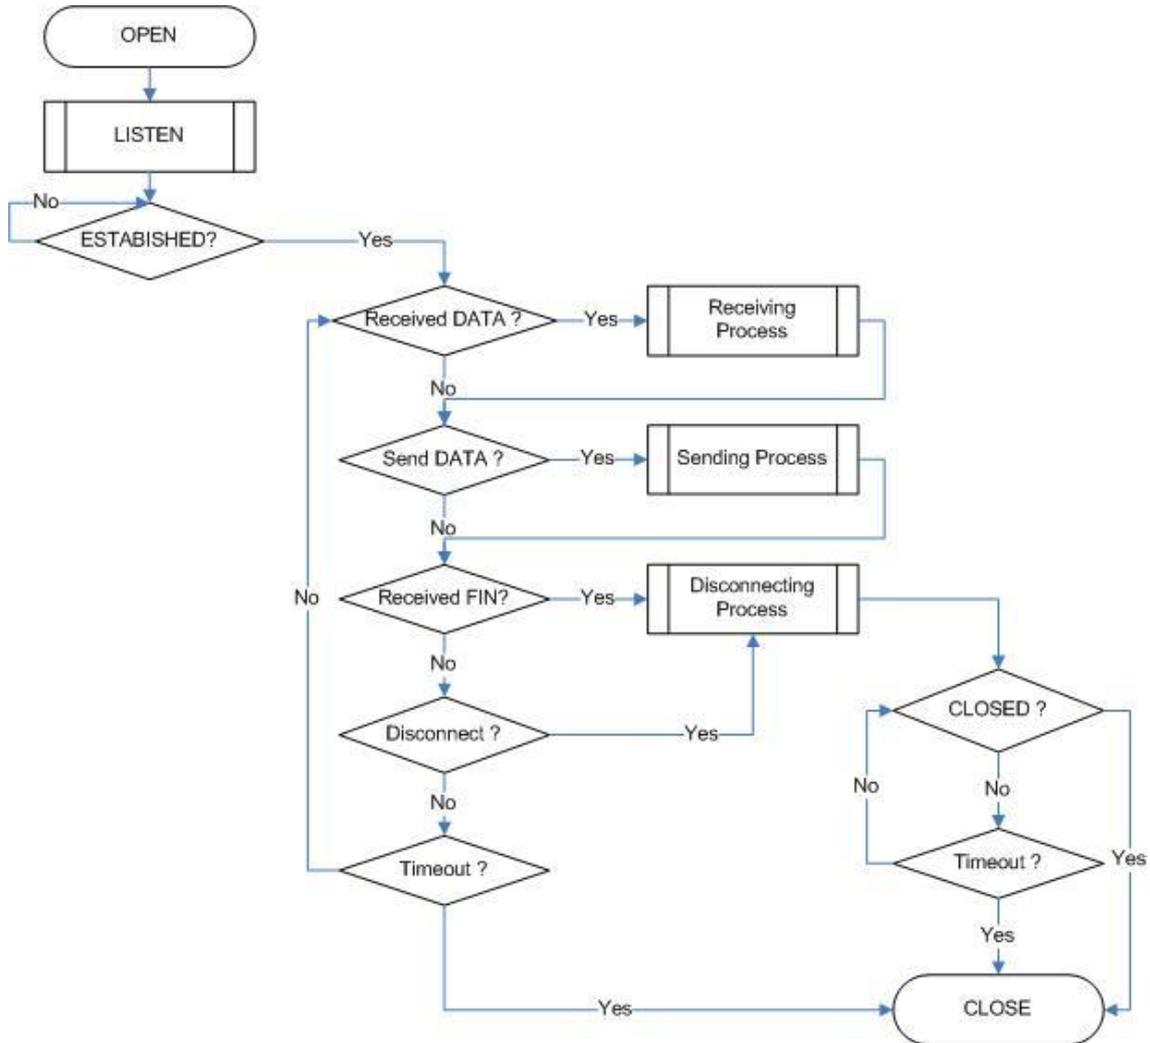 OPEN
LISTEN
No
ESTABISHED?
Yes
Received DATA ?
Yes
Receiving
Process
No
Send DATA ?
Yes
Sending Process
No
Received FIN?
Yes
Disconnecting
Process
No
No
Disconnect ?
Yes
CLOSED ?
No
No
No
Timeout ?
Timeout ?
Yes
Yes
Yes
CLOSE